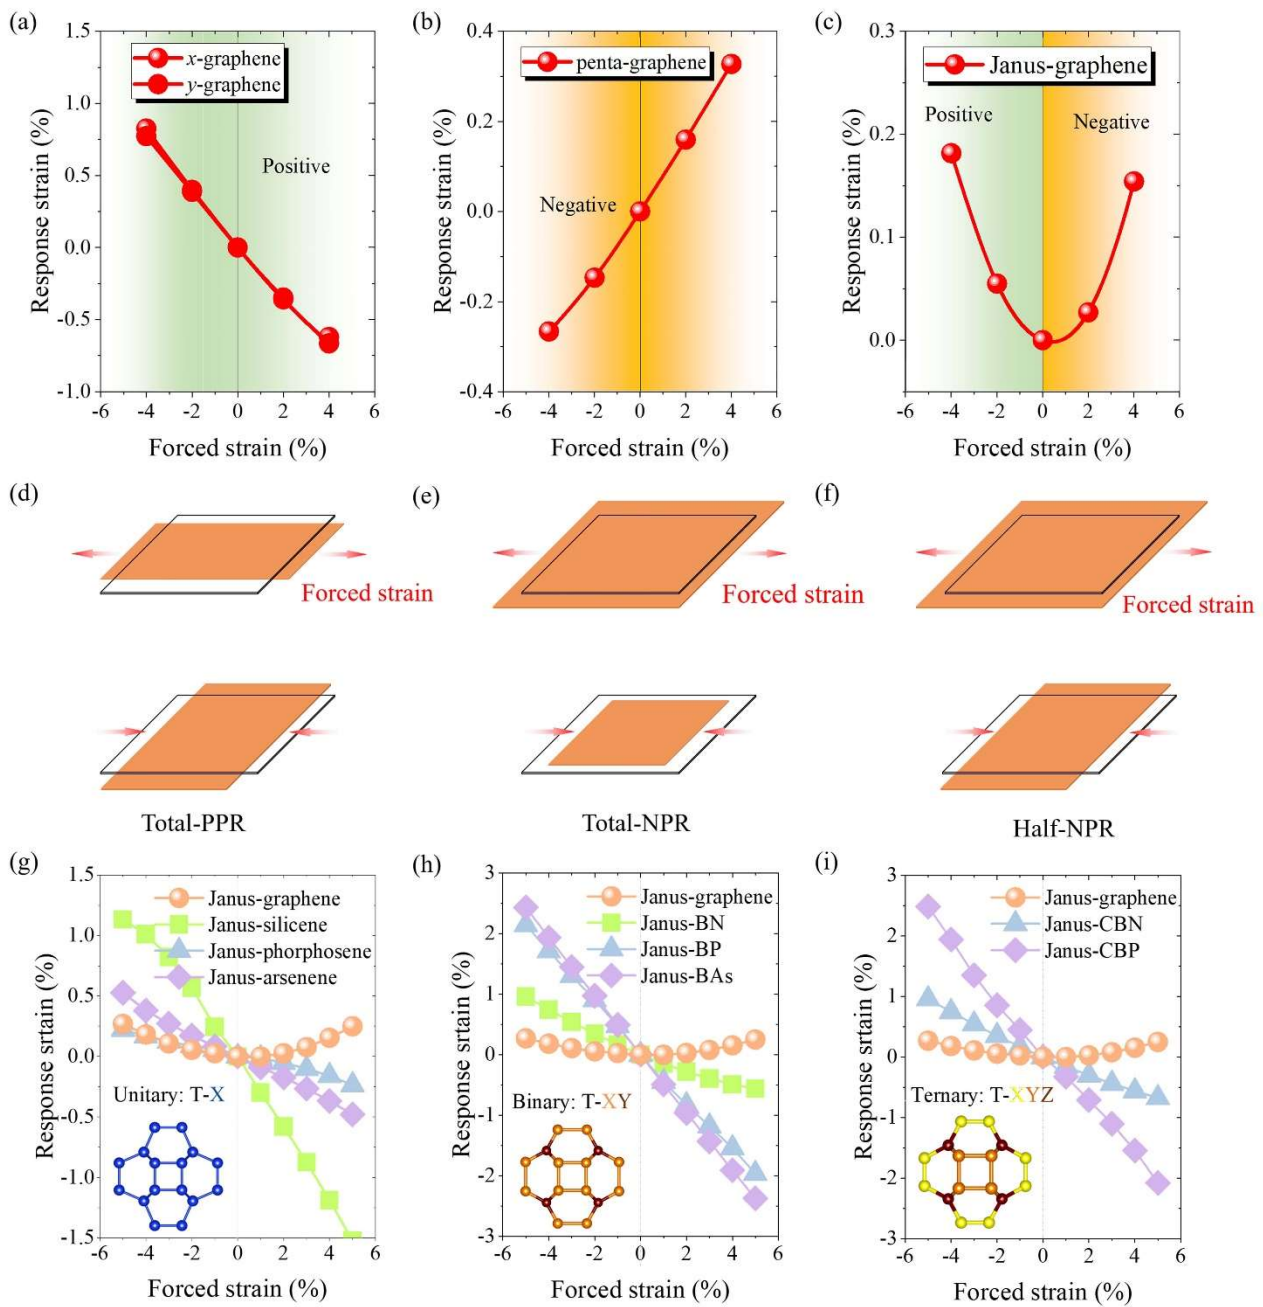 (a)
1.5
1.0
0.5
0.0
-0.5
-1.0
Response strain (%)
x-graphene
y-graphene
Positive
-6 -4 -2 0 2 4 6
Forced strain (%)
(b)
0.4
0.2
0.0
-0.2
-0.4
Response strain (%)
penta-graphene
Negative
-6 -4 -2 0 2 4 6
Forced strain (%)
(c)
0.3
0.2
0.1
0.0
Response strain (%)
Janus-graphene
Positive
Negative
-6 -4 -2 0 2 4 6
Forced strain (%)
(d)
Forced strain
Total-PPR
(e)
Forced strain
Total-NPR
(f)
Forced strain
Half-NPR
(g)
1.5
1.0
0.5
0.0
-0.5
-1.0
-1.5
Response srtain (%)
Janus-graphene
Janus-silicene
Janus-phorphosene
Janus-arsenene
Unitary: T-X
-6 -4 -2 0 2 4 6
Forced strain (%)
(h)
3
2
1
0
-1
-2
-3
Response srtain (%)
Janus-graphene
Janus-BN
Janus-BP
Janus-BAs
Binary: T-XY
-6 -4 -2 0 2 4 6
Forced strain (%)
(i)
3
2
1
0
-1
-2
-3
Response srtain (%)
Janus-graphene
Janus-CBN
Janus-CBP
Ternary: T-XYZ
-6 -4 -2 0 2 4 6
Forced strain (%)